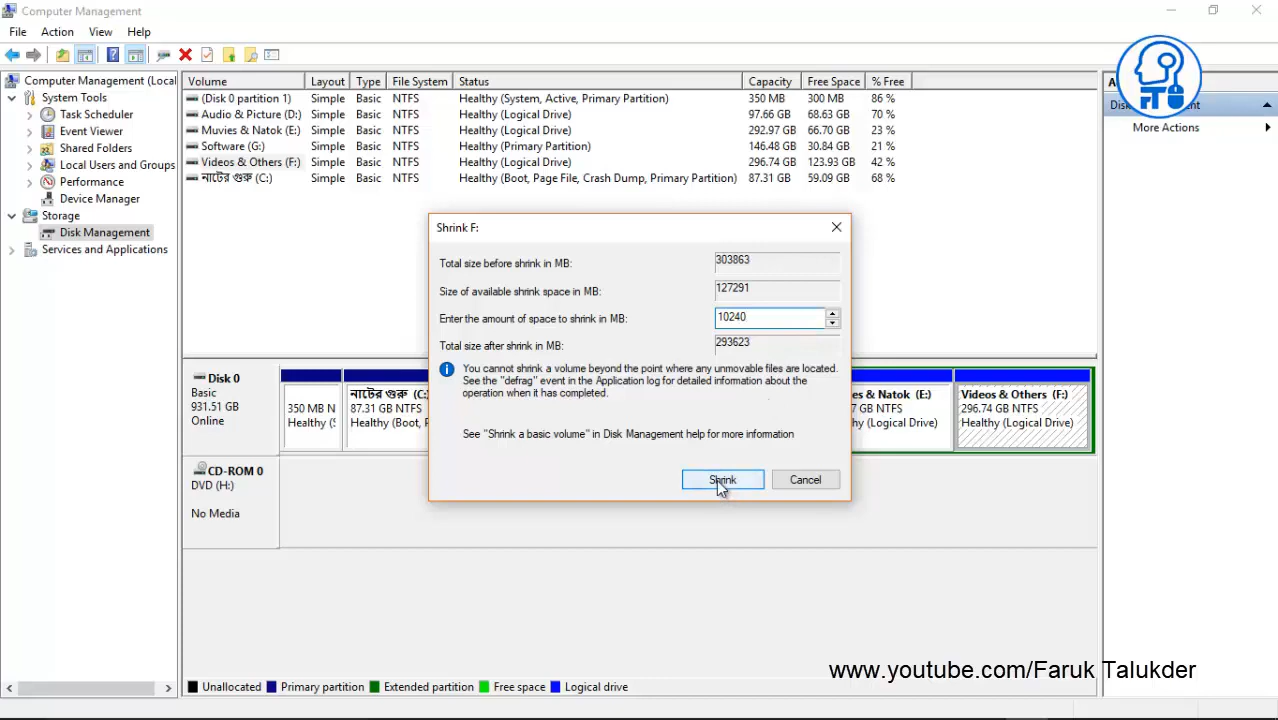 Computer Management
File Action View Help
Computer Management (Local
System Tools
Task Scheduler
Event Viewer
Shared Folders
Local Users and Groups
Performance
Device Manager
Storage
Disk Management
Services and Applications
Volume Layout Type File System Status Capacity Free Space % Free
(Disk 0 partition 1) Simple Basic NTFS Healthy (System, Active, Primary Partition) 350 MB 300 MB 86 %
Audio & Picture (D:) Simple Basic NTFS Healthy (Logical Drive) 97.66 GB 68.63 GB 70 %
Muvies & Natok (E:) Simple Basic NTFS Healthy (Logical Drive) 292.97 GB 66.70 GB 23 %
Software (G:) Simple Basic NTFS Healthy (Primary Partition) 146.48 GB 30.84 GB 21 %
Videos & Others (F:) Simple Basic NTFS Healthy (Logical Drive) 296.74 GB 123.93 GB 42 %
নাটের গুরু (C:) Simple Basic NTFS Healthy (Boot, Page File, Crash Dump, Primary Partition) 87.31 GB 59.09 GB 68 %
More Actions
Shrink F:
Total size before shrink in MB: 303863
Size of available shrink space in MB: 127291
Enter the amount of space to shrink in MB: 10240
Total size after shrink in MB: 293623
You cannot shrink a volume beyond the point where any unmovable files are located.
See the "defrag" event in the Application log for detailed information about the
operation when it has completed.
See "Shrink a basic volume" in Disk Management help for more information
Shrink Cancel
Disk 0
Basic
931.51 GB
Online
350 MB N
Healthy (S
নাটের গুরু (C:
87.31 GB NTFS
Healthy (Boot, P
es & Natok (E:)
7 GB NTFS
hy (Logical Drive)
Videos & Others (F:)
296.74 GB NTFS
Healthy (Logical Drive)
CD-ROM 0
DVD (H:)
No Media
www.youtube.com/Faruk Talukder
Unallocated Primary partition Extended partition Free space Logical drive